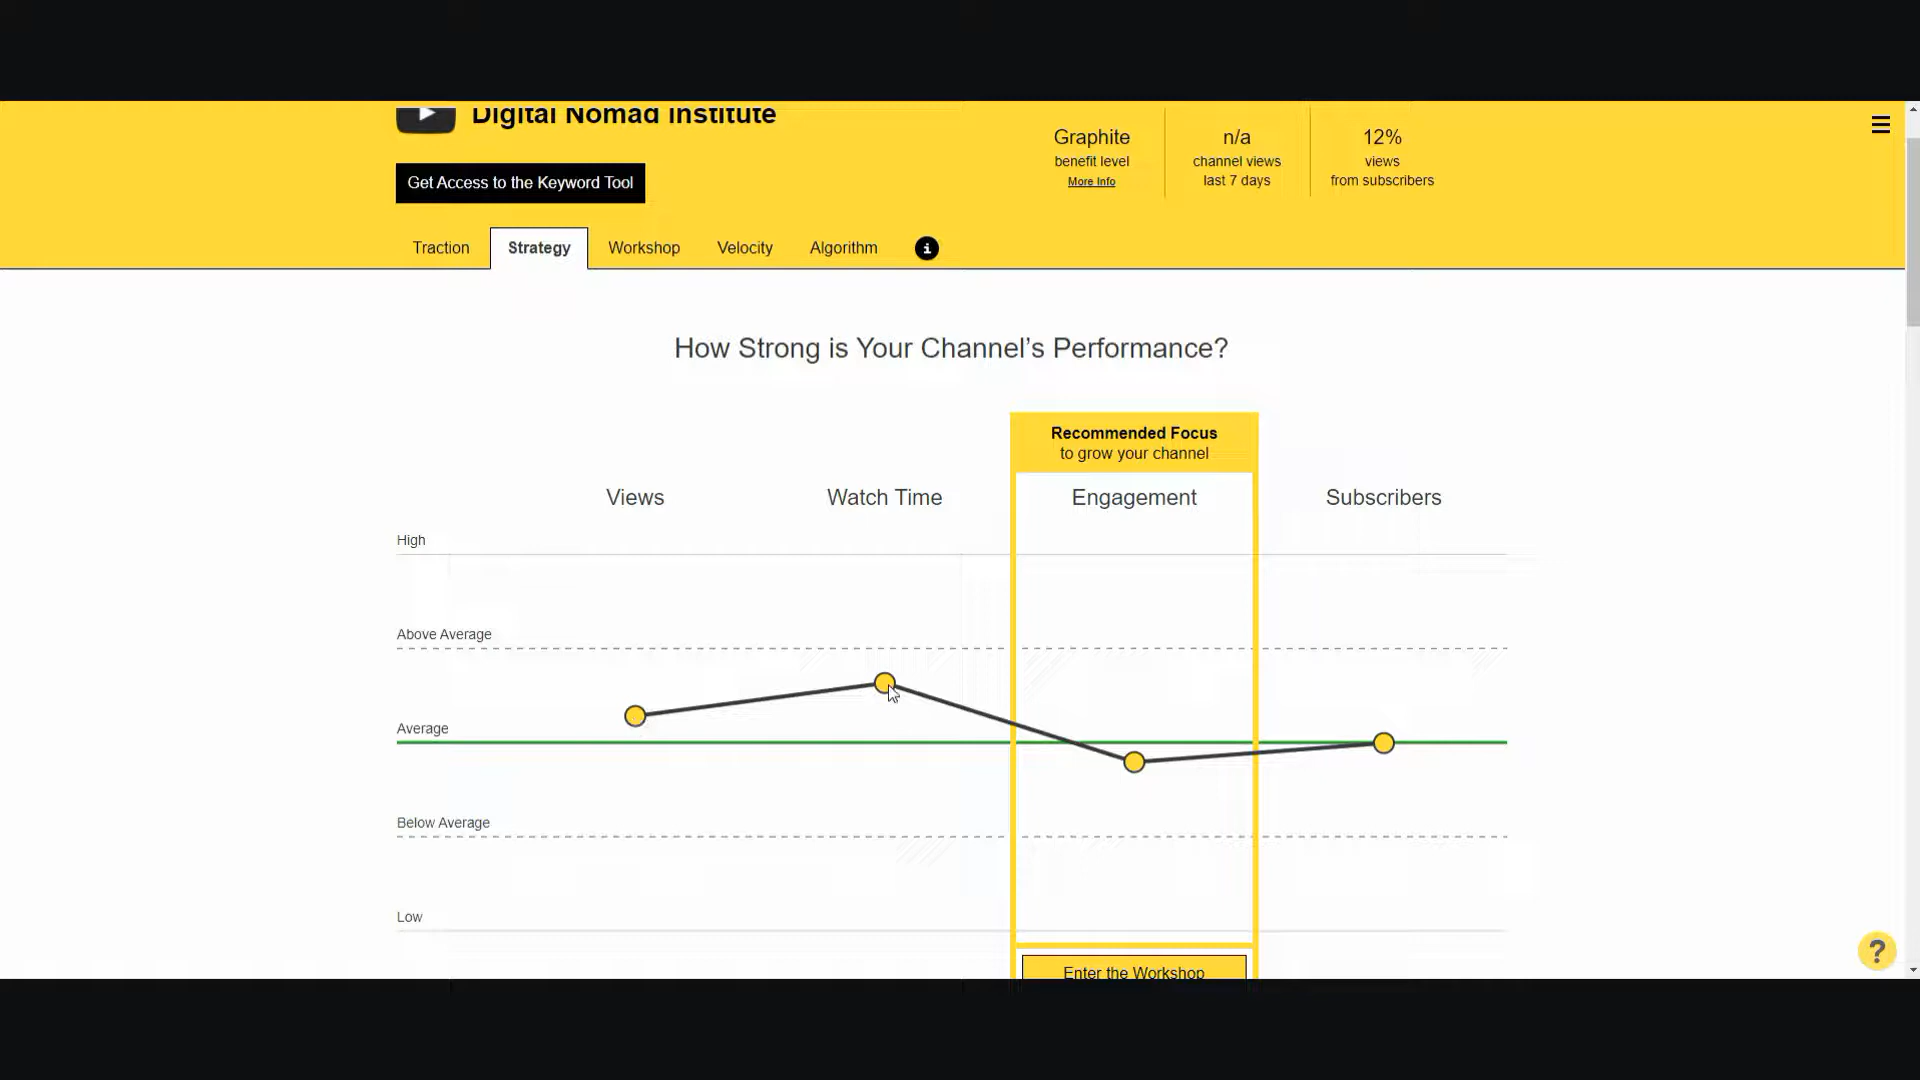 Digital Nomad Institute
Get Access to the Keyword Tool
Graphite
benefit level
More Info
n/a
channel views
last 7 days
12%
views
from subscribers
Traction
Strategy
Workshop
Velocity
Algorithm
i
How Strong is Your Channel’s Performance?
Recommended Focus
to grow your channel
Views
Watch Time
Engagement
Subscribers
High
Above Average
Average
Below Average
Low
Enter the Workshop
?